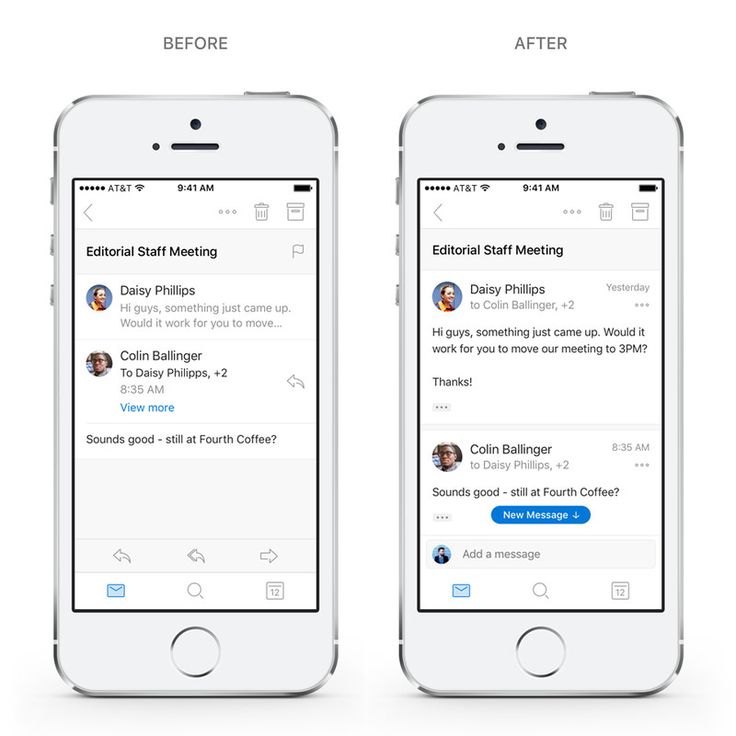 BEFORE
AT&T 9:41 AM
Editorial Staff Meeting
Daisy Phillips
Hi guys, something just came up.
Would it work for you to move...
Colin Ballinger
To Daisy Philipps, +2
8:35 AM
View more
Sounds good - still at Fourth Coffee?
12
AFTER
AT&T 9:41 AM
Editorial Staff Meeting
Daisy Phillips Yesterday
to Colin Ballinger, +2
Hi guys, something just came up. Would it
work for you to move our meeting to 3PM?
Thanks!
Colin Ballinger 8:35 AM
to Daisy Phillips, +2
Sounds good - still at Fourth Coffee?
New Message ↓
Add a message
12